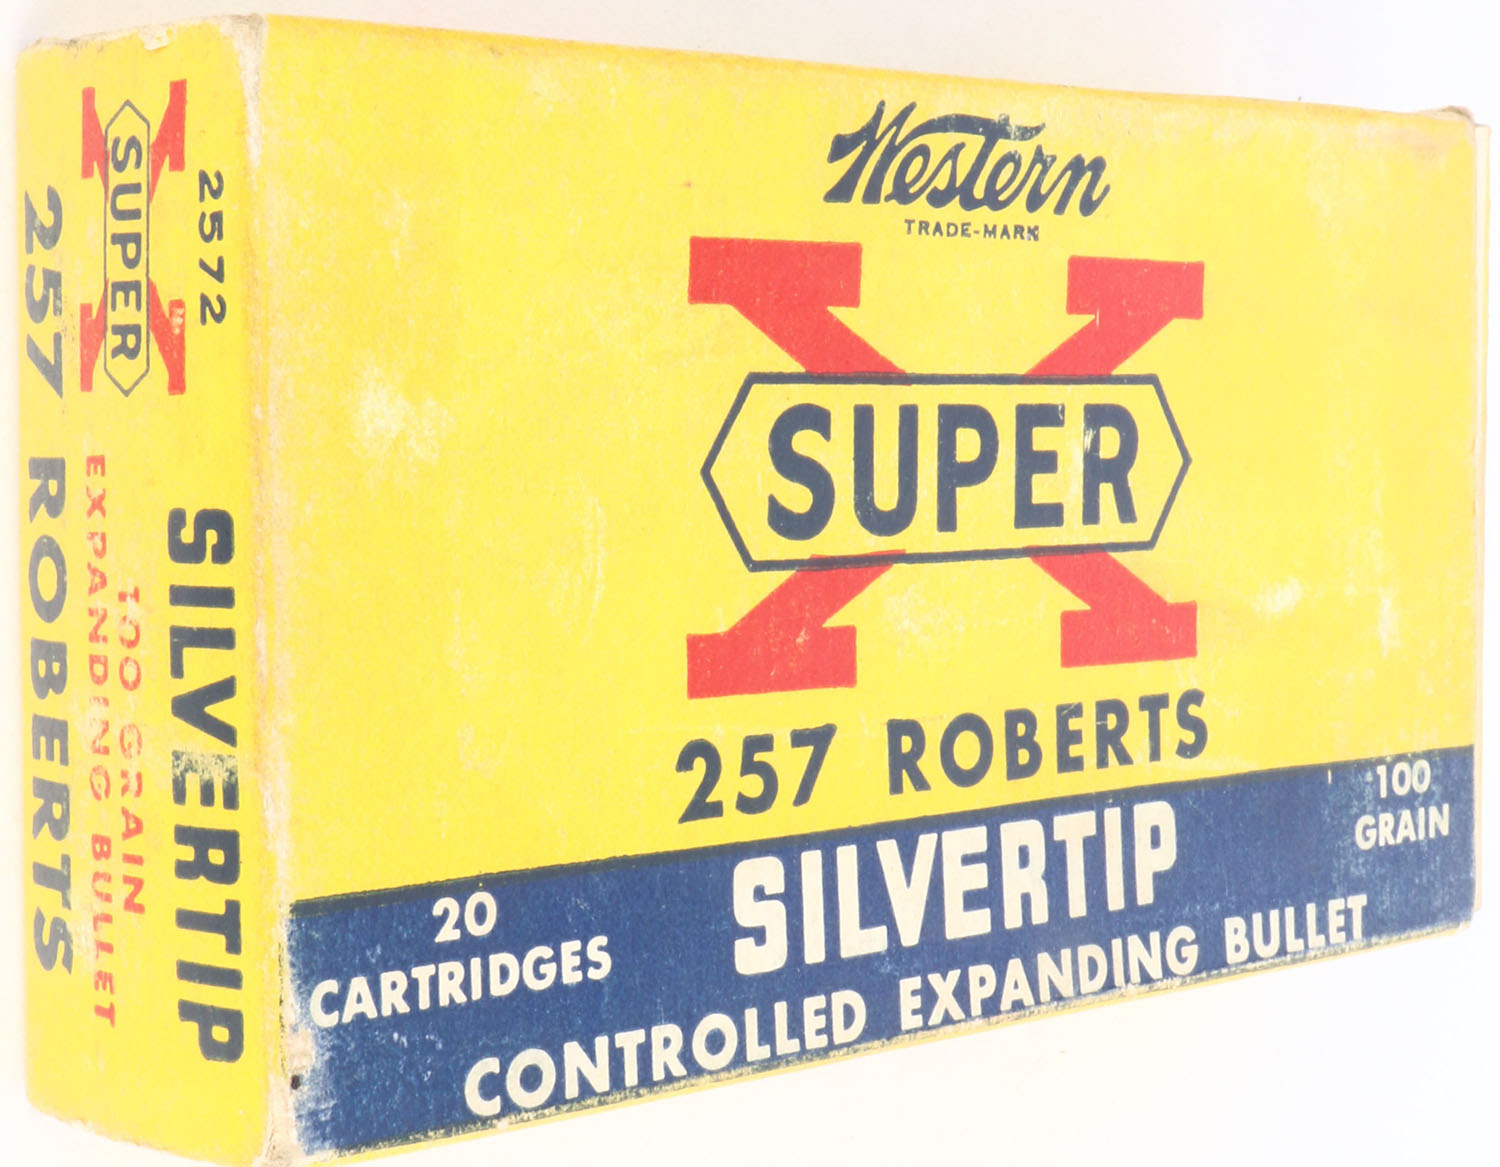 Western
TRADE-MARK
X
SUPER
257 ROBERTS
20
CARTRIDGES
SILVERTIP
100
GRAIN
CONTROLLED EXPANDING BULLET
2572
X
SUPER
257 ROBERTS
SILVERTIP
100 GRAIN
EXPANDING BULLET